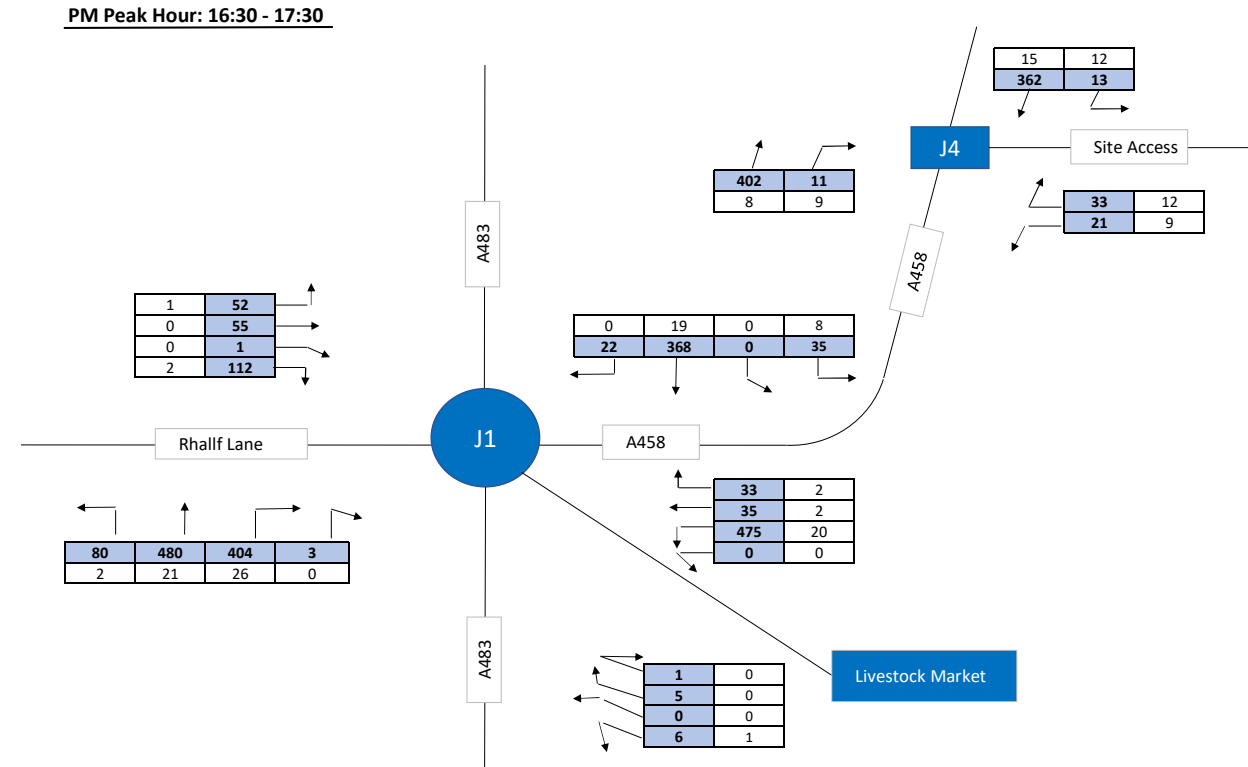 PM Peak Hour: 16:30 - 17:30
15 12
362 13
J4
Site Access
402 11
8 9
33 12
21 9
A483
A458
1 52
0 55
0 1
2 112
0 19 0 8
22 368 0 35
J1
Rhallf Lane
A458
33 2
35 2
475 20
0 0
80 480 404 3
2 21 26 0
A483
1 0
5 0
0 0
6 1
Livestock Market